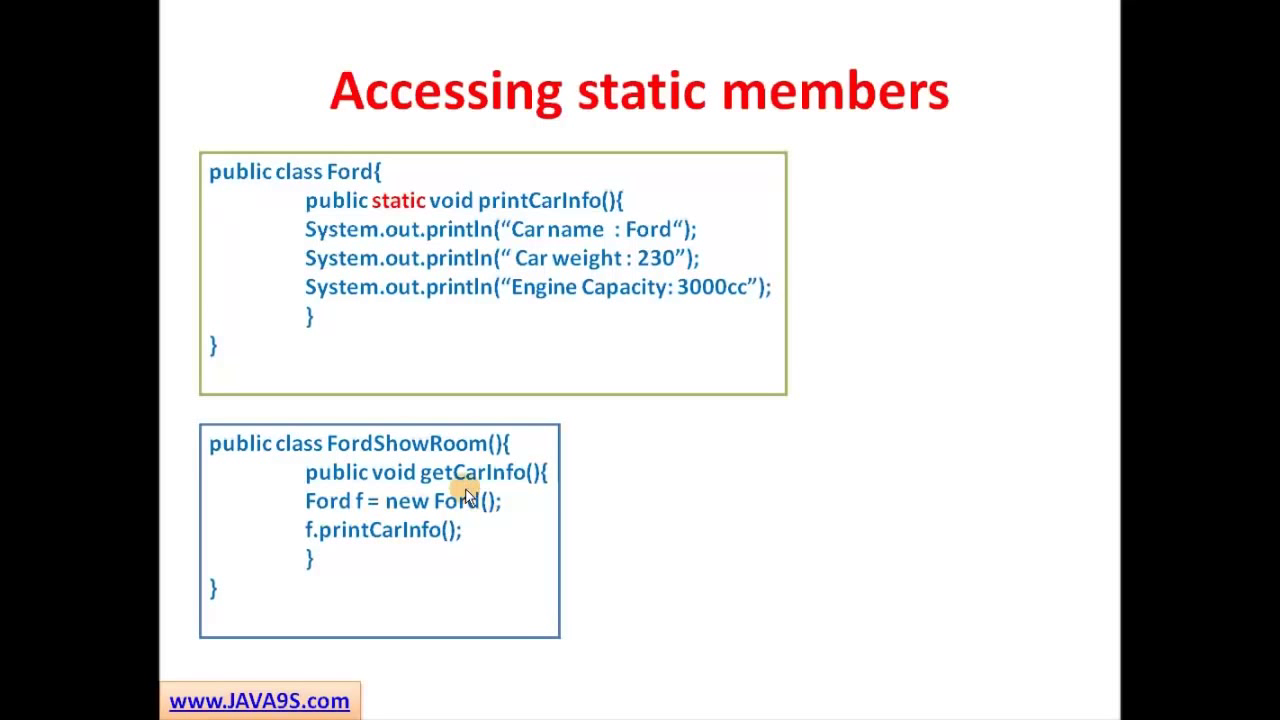 Accessing static members
public class Ford{
public static void printCarInfo(){
System.out.println(“Car name  : Ford“);
System.out.println(“ Car weight : 230”);
System.out.println(“Engine Capacity: 3000cc”);
}
}
public class FordShowRoom(){
public void getCarInfo(){
Ford f = new Ford();
f.printCarInfo();
}
}
www.JAVA9S.com